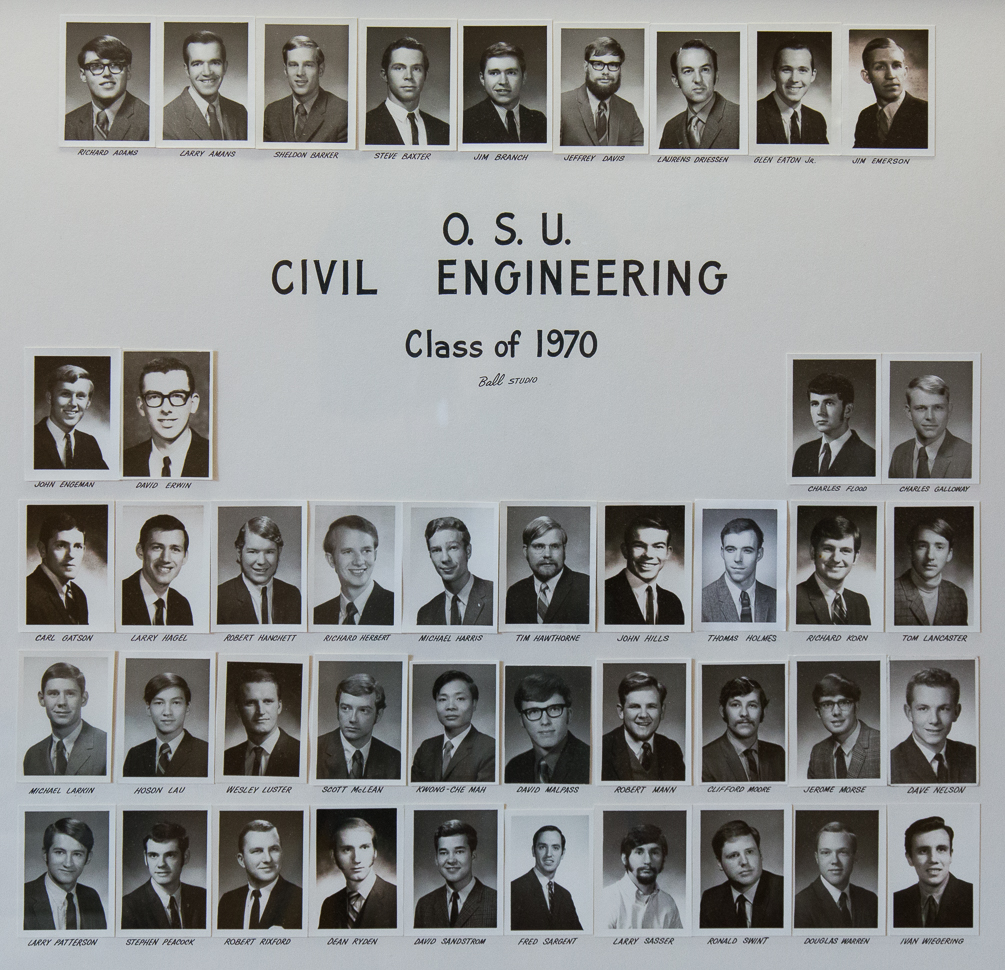 RICHARD ADAMS LARRY AMANS SHELDON BARKER STEVE BAXTER JIM BRANCH JEFFREY DAVIS LAURENS DRIESSEN GLEN EATON Jr. JIM EMERSON
O. S. U.
CIVIL ENGINEERING
Class of 1970
Ball STUDIO
JOHN ENGEMAN DAVID ERWIN CHARLES FLOOD CHARLES GALLOWAY
CARL GATSON LARRY HAGEL ROBERT HANCHETT RICHARD HERBERT MICHAEL HARRIS TIM HAWTHORNE JOHN HILLS THOMAS HOLMES RICHARD KORN TOM LANCASTER
MICHAEL LARKIN HOSON LAU WESLEY LUSTER SCOTT McLEAN KWONG-CHE MAH DAVID MALPASS ROBERT MANN CLIFFORD MOORE JEROME MORSE DAVE NELSON
LARRY PATTERSON STEPHEN PEACOCK ROBERT RIXFORD DEAN RYDEN DAVID SANDSTROM FRED SARGENT LARRY SASSER RONALD SWINT DOUGLAS WARREN IVAN WIEGERING